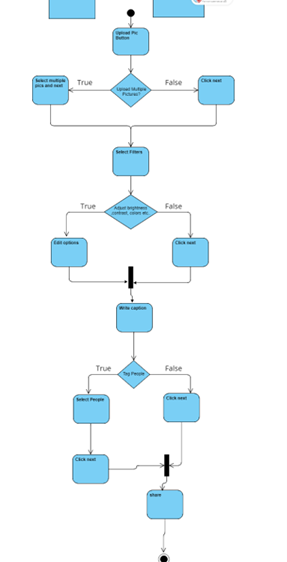 Upload Pic
Button
True
False
Select multiple
pics and next
Upload Multiple
Pictures?
Click next
Select Filters
True
False
Adjust brightness
contrast, colors etc.
Edit options
Click next
Write caption
True
False
Tag People
Select People
Click next
Click next
share